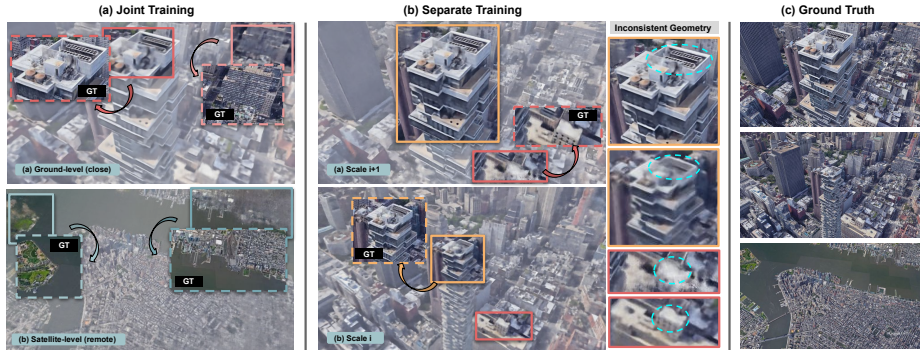 (a) Joint Training
(b) Separate Training
(c) Ground Truth
Inconsistent Geometry
GT
GT
GT
(a) Ground-level (close)
(a) Scale i+1
GT
GT
GT
(b) Satellite-level (remote)
(b) Scale i